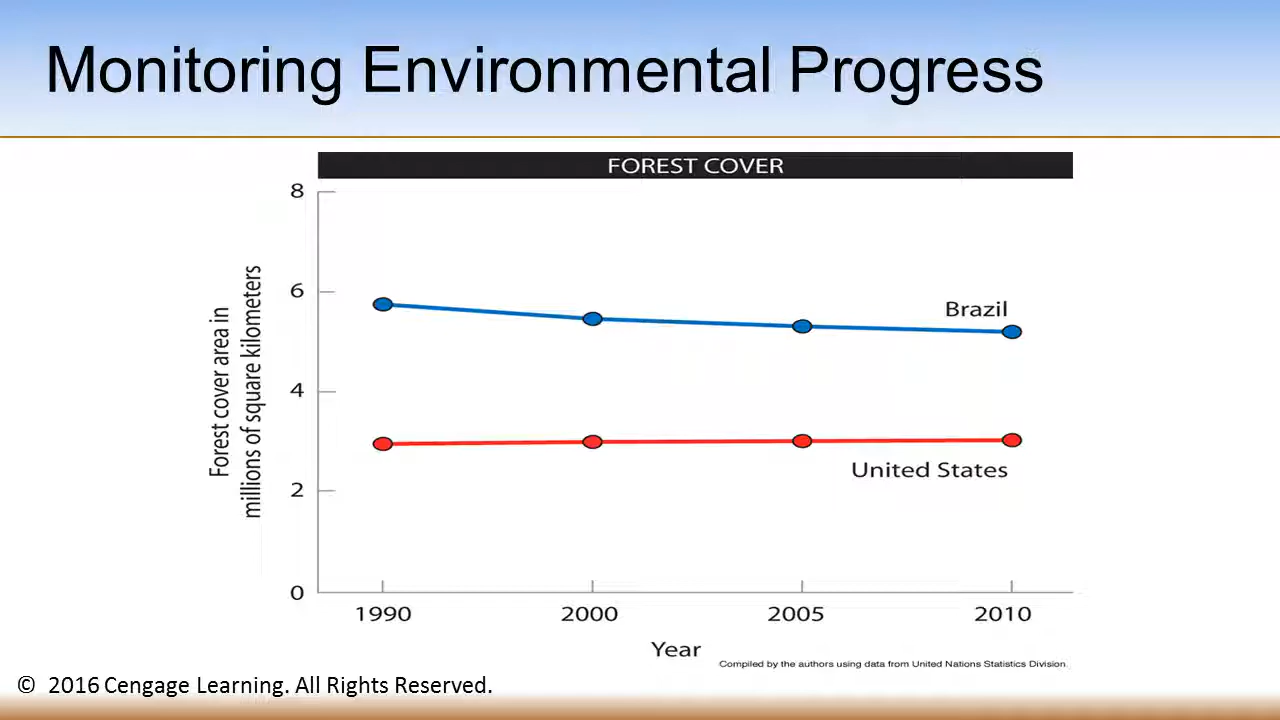 Monitoring Environmental Progress
FOREST COVER
8
6
4
2
0
Forest cover area in
millions of square kilometers
Brazil
United States
1990 2000 2005 2010
Year
Compiled by the authors using data from United Nations Statistics Division.
© 2016 Cengage Learning. All Rights Reserved.